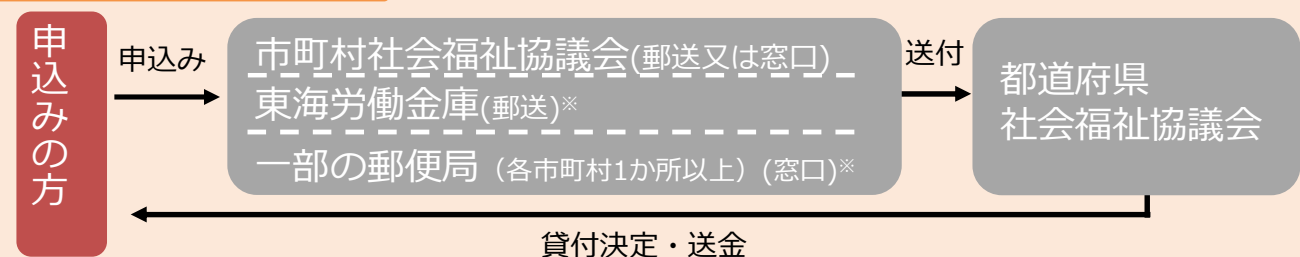 申込みの方
申込み
市町村社会福祉協議会(郵送又は窓口)
東海労働金庫(郵送)※
一部の郵便局（各市町村1か所以上）(窓口)※
送付
都道府県
社会福祉協議会
貸付決定・送金